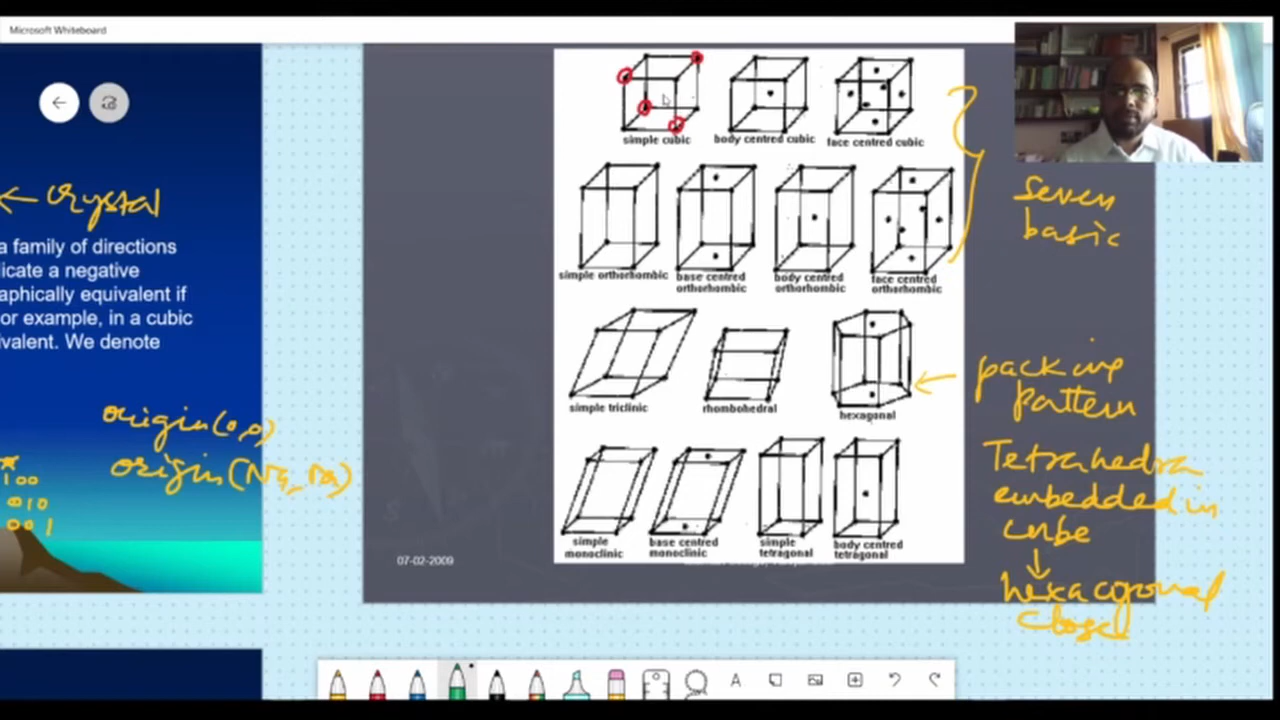 Microsoft Whiteboard
← crystal
a family of directions
licate a negative
aphically equivalent if
or example, in a cubic
ivalent. We denote
origin(0,0)
100
010
001
simple cubic
body centred cubic
face centred cubic
simple orthorhombic
base centred
orthorhombic
body centred
orthorhombic
face centred
orthorhombic
simple triclinic
rhombohedral
hexagonal
simple
monoclinic
base centred
monoclinic
simple
tetragonal
body centred
tetragonal
07-02-2009
seven
basic
packing
pattern
Tetrahedra
embedded in
cube
↓
hexagonal
closed
A